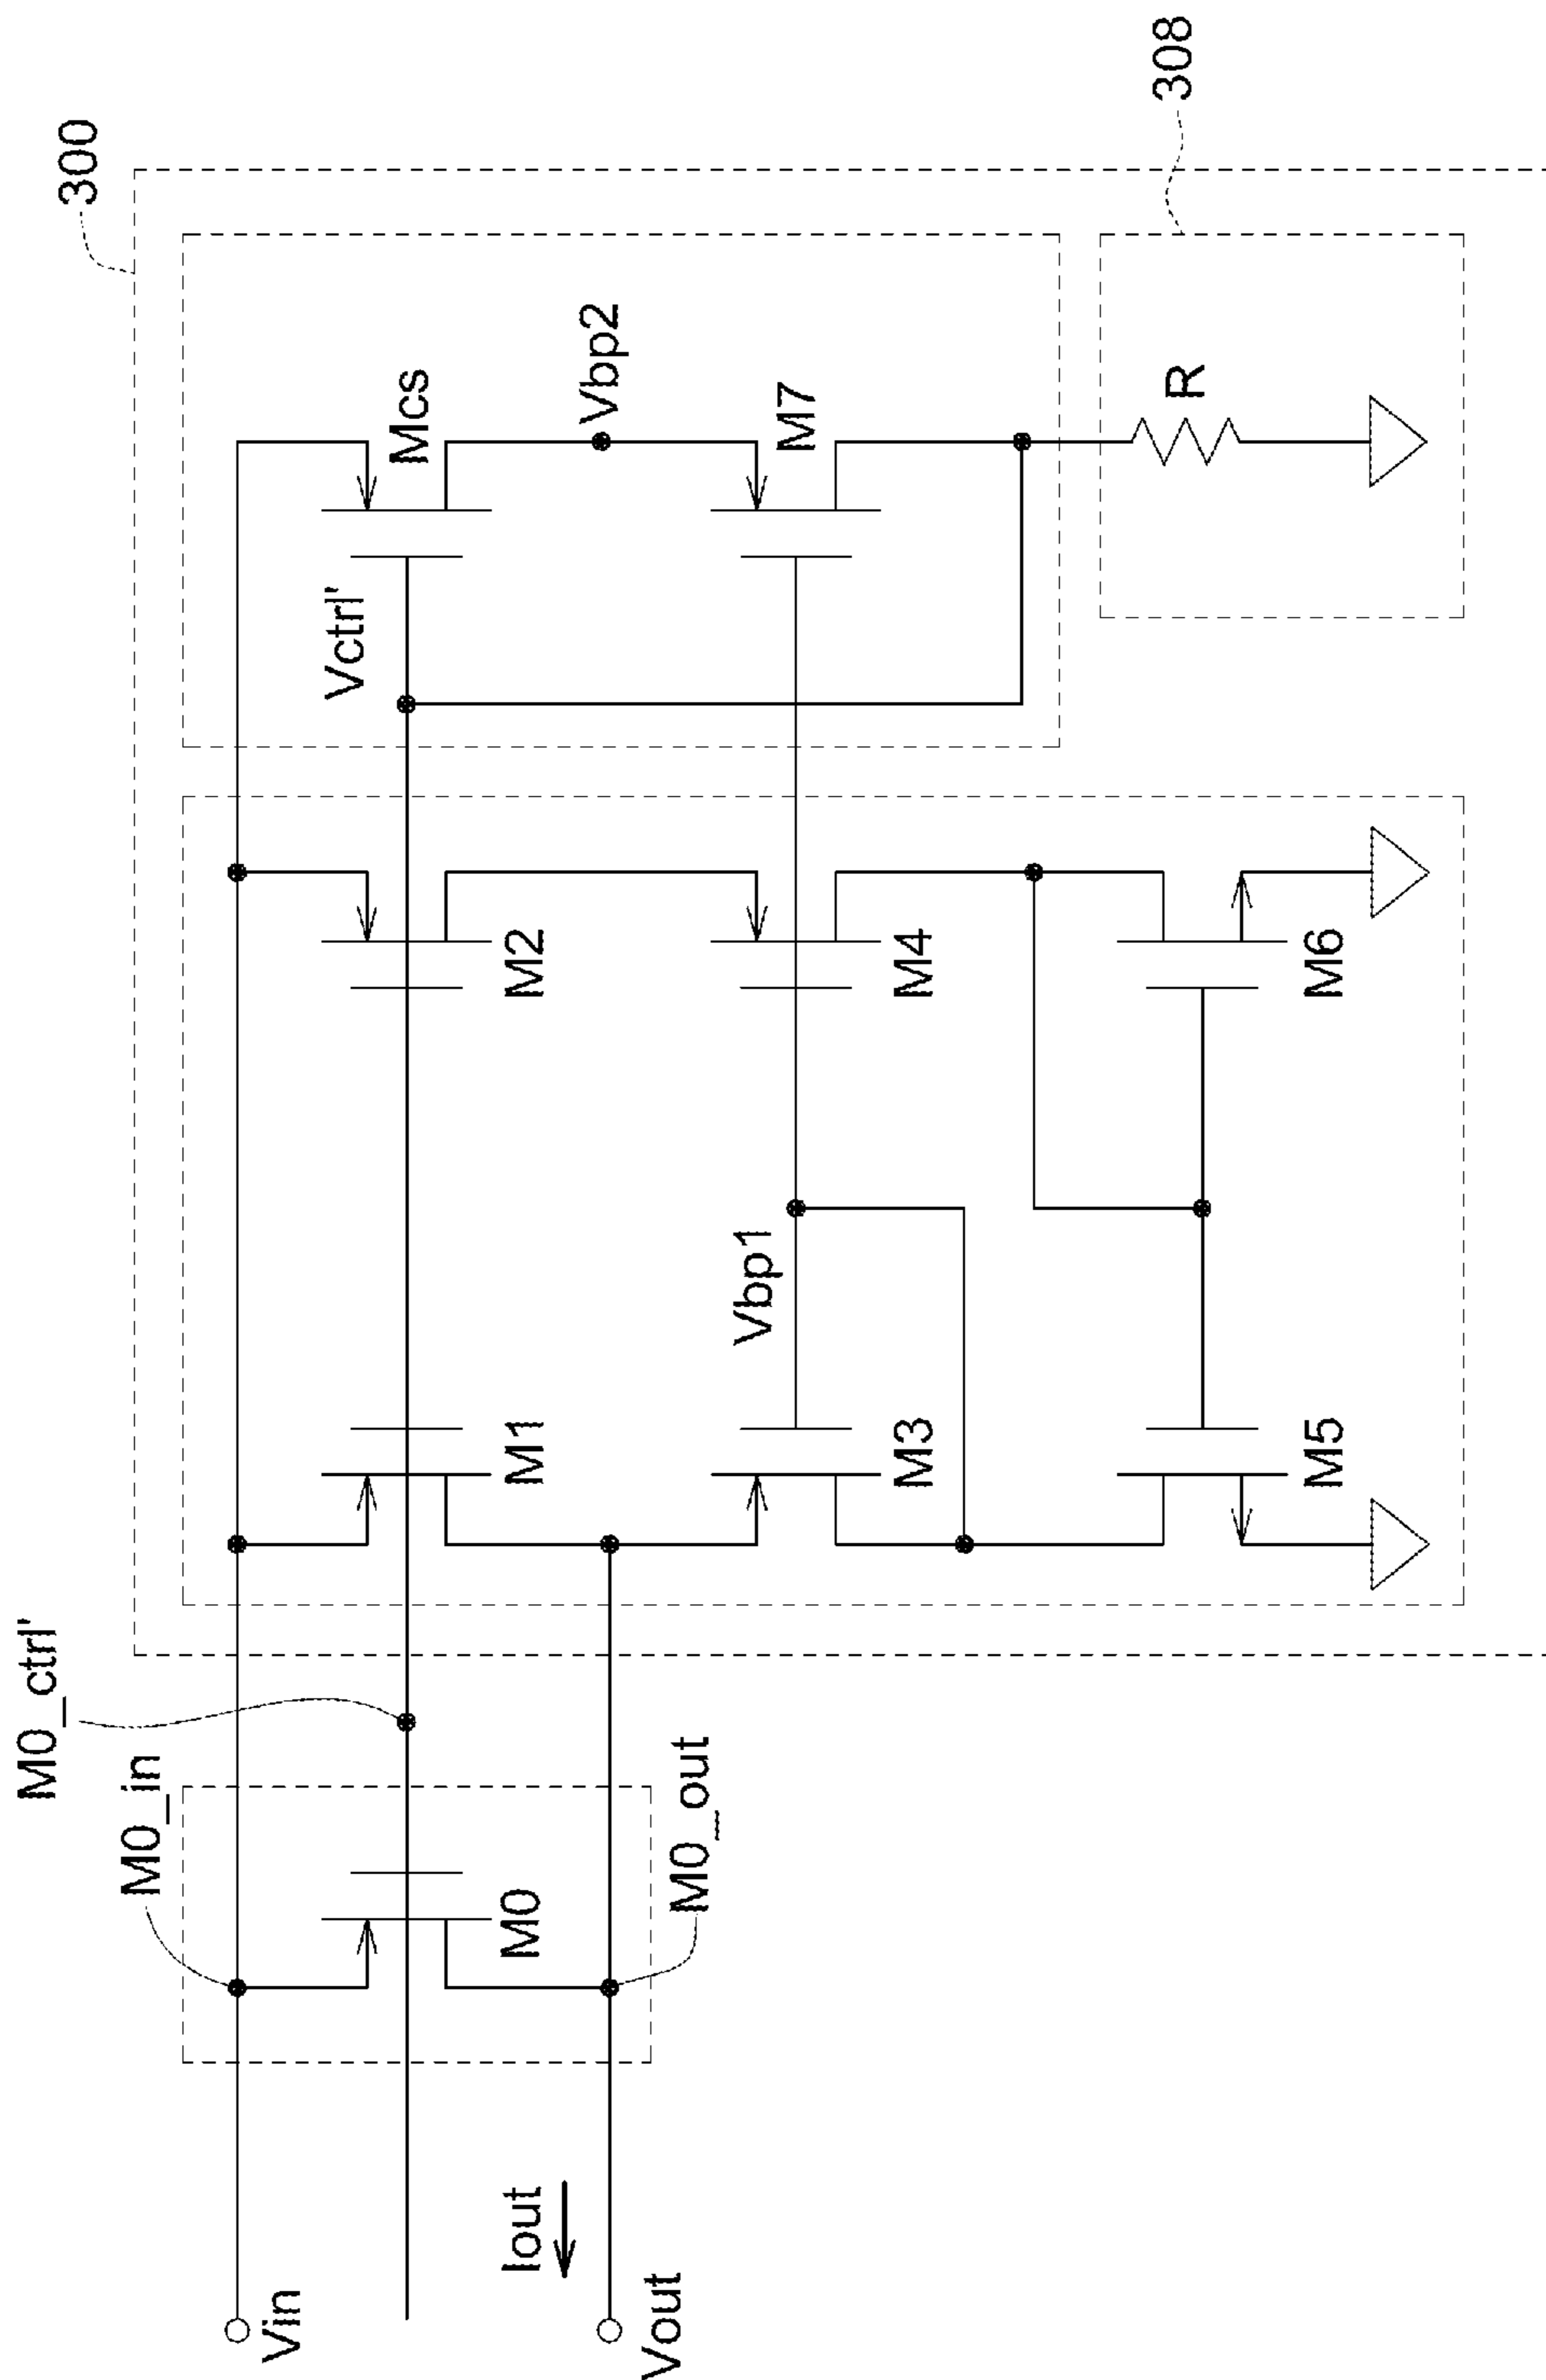 300
308
Mcs
Vbp2
M7
R
Vctrl'
M2
M4
M6
Vbp1
M1
M3
M5
M0_ctrl'
M0_in
M0
M0_out
Iout
Vin
Vout